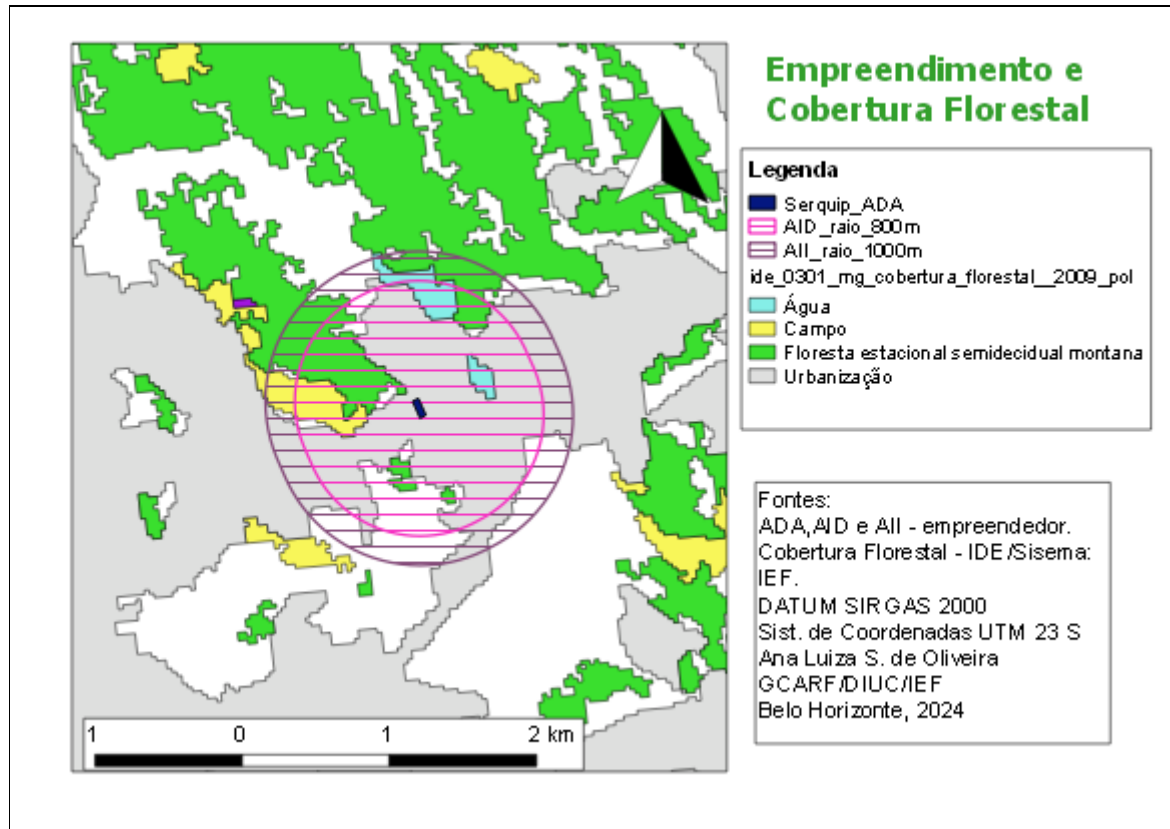 Empreendimento e
Cobertura Florestal
Legenda
Serquip_ADA
AID_raio_800m
AII_raio_1000m
ide_0301_mg_cobertura_florestal__2009_pol
Água
Campo
Floresta estacional semidecidual montana
Urbanização
Fontes:
ADA,AID e AII - empreendedor.
Cobertura Florestal - IDE/Sisema:
IEF.
DATUM SIRGAS 2000
Sist. de Coordenadas UTM 23 S
Ana Luiza S. de Oliveira
GCARF/DIUC/IEF
Belo Horizonte, 2024
1 0 1 2 km